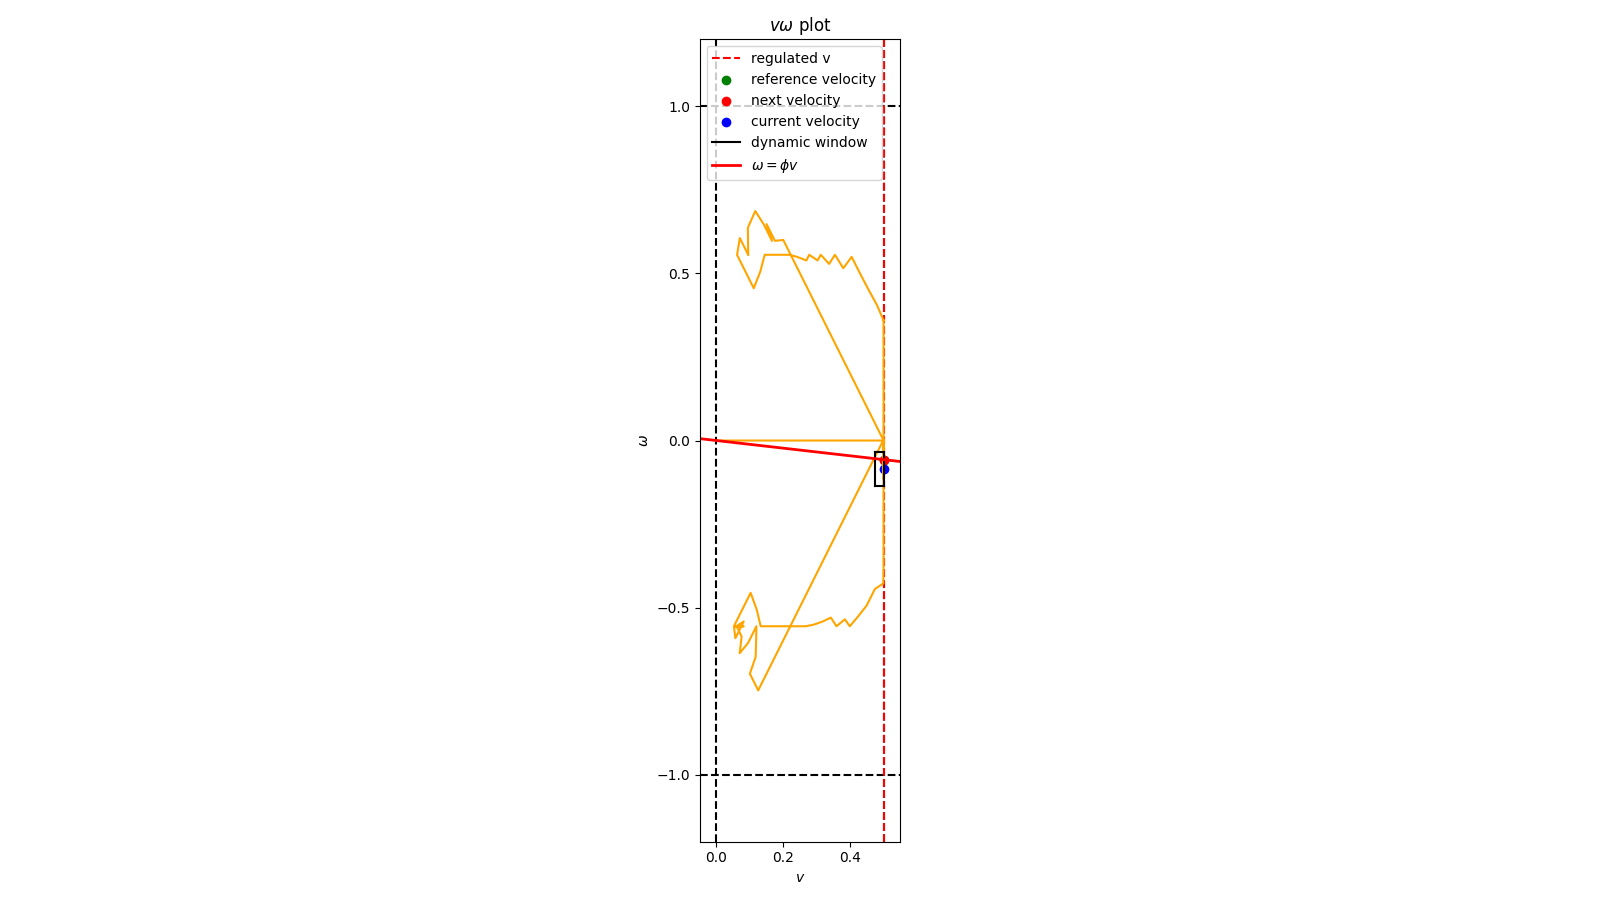 vω plot
regulated v
reference velocity
next velocity
current velocity
dynamic window
ω = ϕv
1.0
0.5
0.0
−0.5
−1.0
ω
0.0 0.2 0.4
v